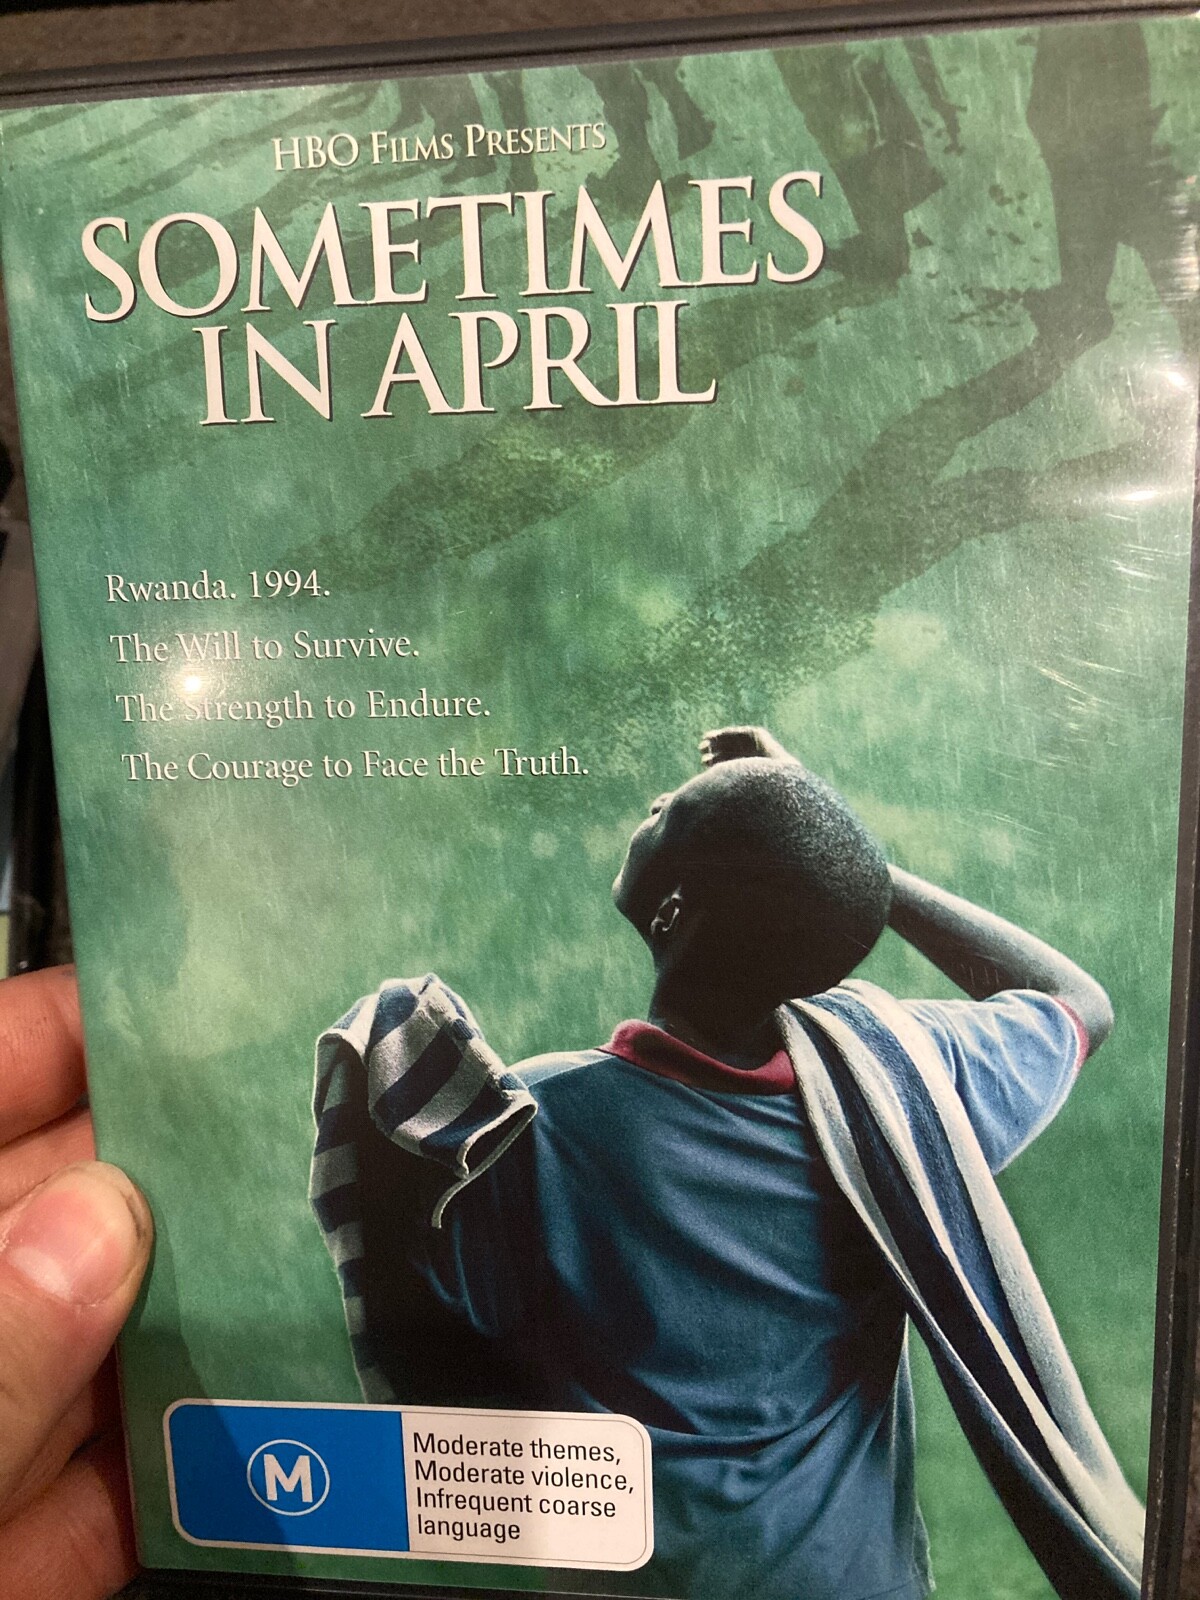 HBO FILMS PRESENTS
SOMETIMES
IN APRIL
Rwanda. 1994.
The Will to Survive.
The Strength to Endure.
The Courage to Face the Truth.
M
Moderate themes,
Moderate violence,
Infrequent coarse
language